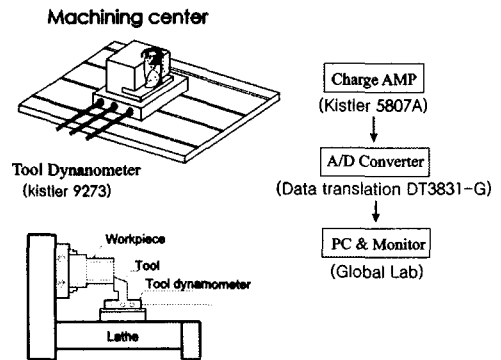 Machining center
Tool Dynanometer
(kistler 9273)
Workpiece
Tool
Tool dynamometer
Lathe
Charge AMP
(Kistler 5807A)
A/D Converter
(Data translation DT3831-G)
PC & Monitor
(Global Lab)